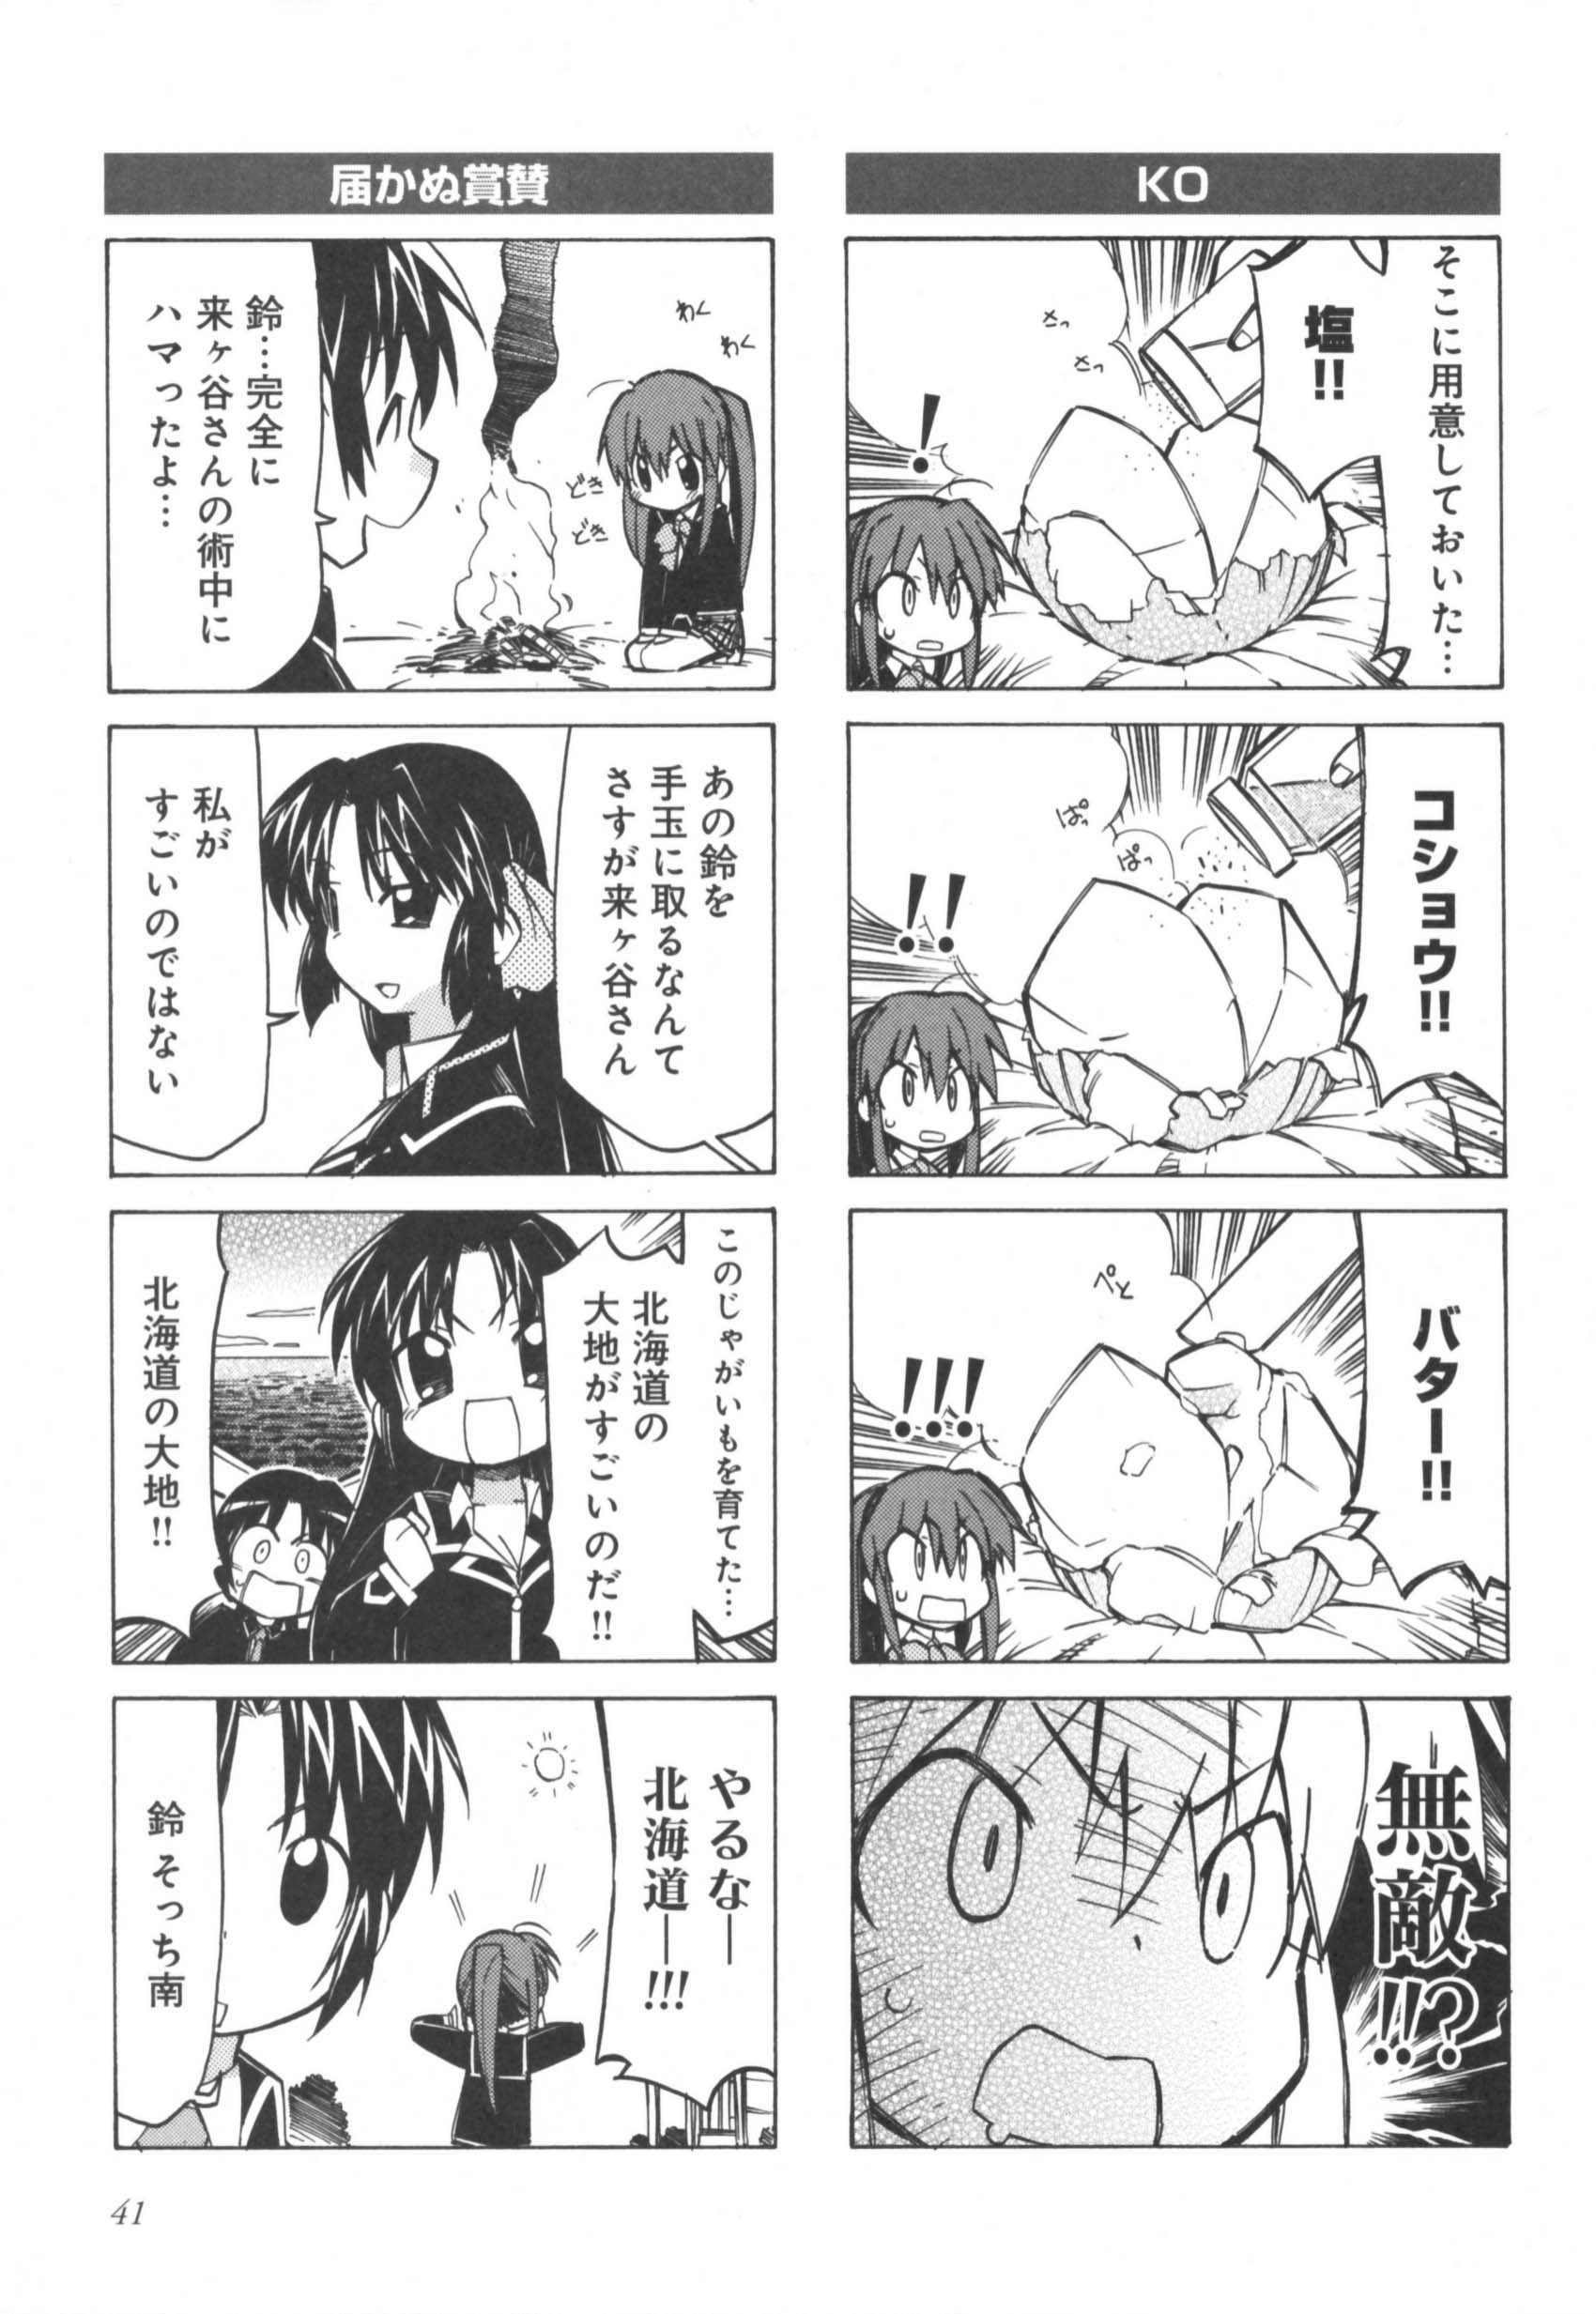 KO
そこに用意しておいた…
塩!!
さっ
さっ
!
コショウ!!
ぱっ
ぱっ
!!
バター!!
ぺと
!!!
―無敵!!?
届かぬ賞賛
わく
わく
どき
どき
鈴…完全に
来ヶ谷さんの術中に
ハマったよ…
あの鈴を
手玉に取るなんて
さすが来ヶ谷さん
私が
すごいのではない
このじゃがいもを育てた…
北海道の
大地がすごいのだ!!
北海道の大地!!
やるな―
北海道―!!!
鈴そっち南
41